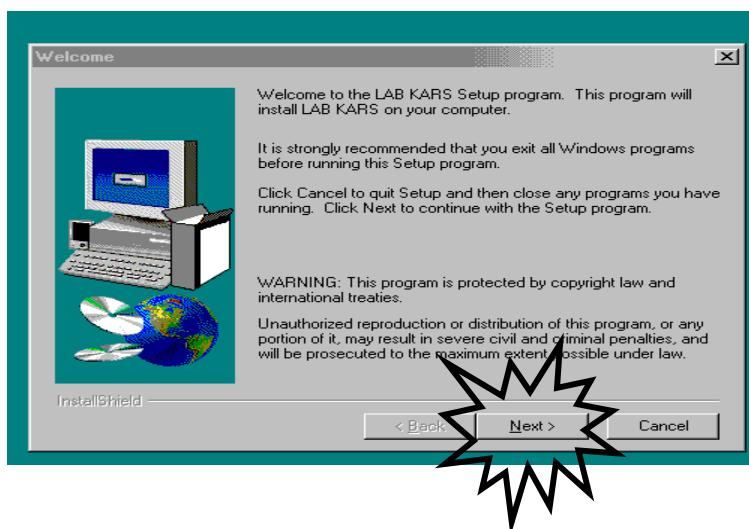 Welcome
Welcome to the LAB KARS Setup program. This program will
install LAB KARS on your computer.
It is strongly recommended that you exit all Windows programs
before running this Setup program.
Click Cancel to quit Setup and then close any programs you have
running. Click Next to continue with the Setup program.
WARNING: This program is protected by copyright law and
international treaties.
Unauthorized reproduction or distribution of this program, or any
portion of it, may result in severe civil and criminal penalties, and
will be prosecuted to the maximum extent possible under law.
InstallShield
< Back Next > Cancel